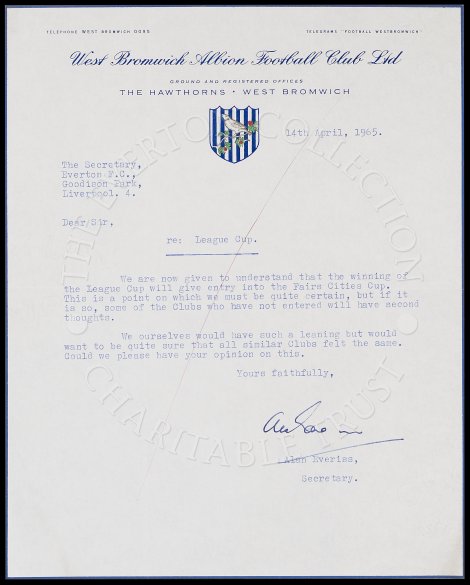 TELEPHONE WEST BROMWICH 0095
TELEGRAMS "FOOTBALL WESTBROMWICH"
West Bromwich Albion Football Club Ltd
GROUND AND REGISTERED OFFICES
THE HAWTHORNS · WEST BROMWICH
14th April, 1965.
The Secretary,
Everton F.C.,
Goodison Park,
Liverpool. 4.
Dear Sir,
re: League Cup.
We are now given to understand that the winning of
the League Cup will give entry into the Fairs Cities Cup.
This is a point on which we must be quite certain, but if it
is so, some of the Clubs who have not entered will have second
thoughts.
We ourselves would have such a leaning but would
want to be quite sure that all similar Clubs felt the same.
Could we please have your opinion on this.
Yours faithfully,
Alan Everiss,
Secretary.
THE EVERTON COLLECTION
CHARITABLE TRUST